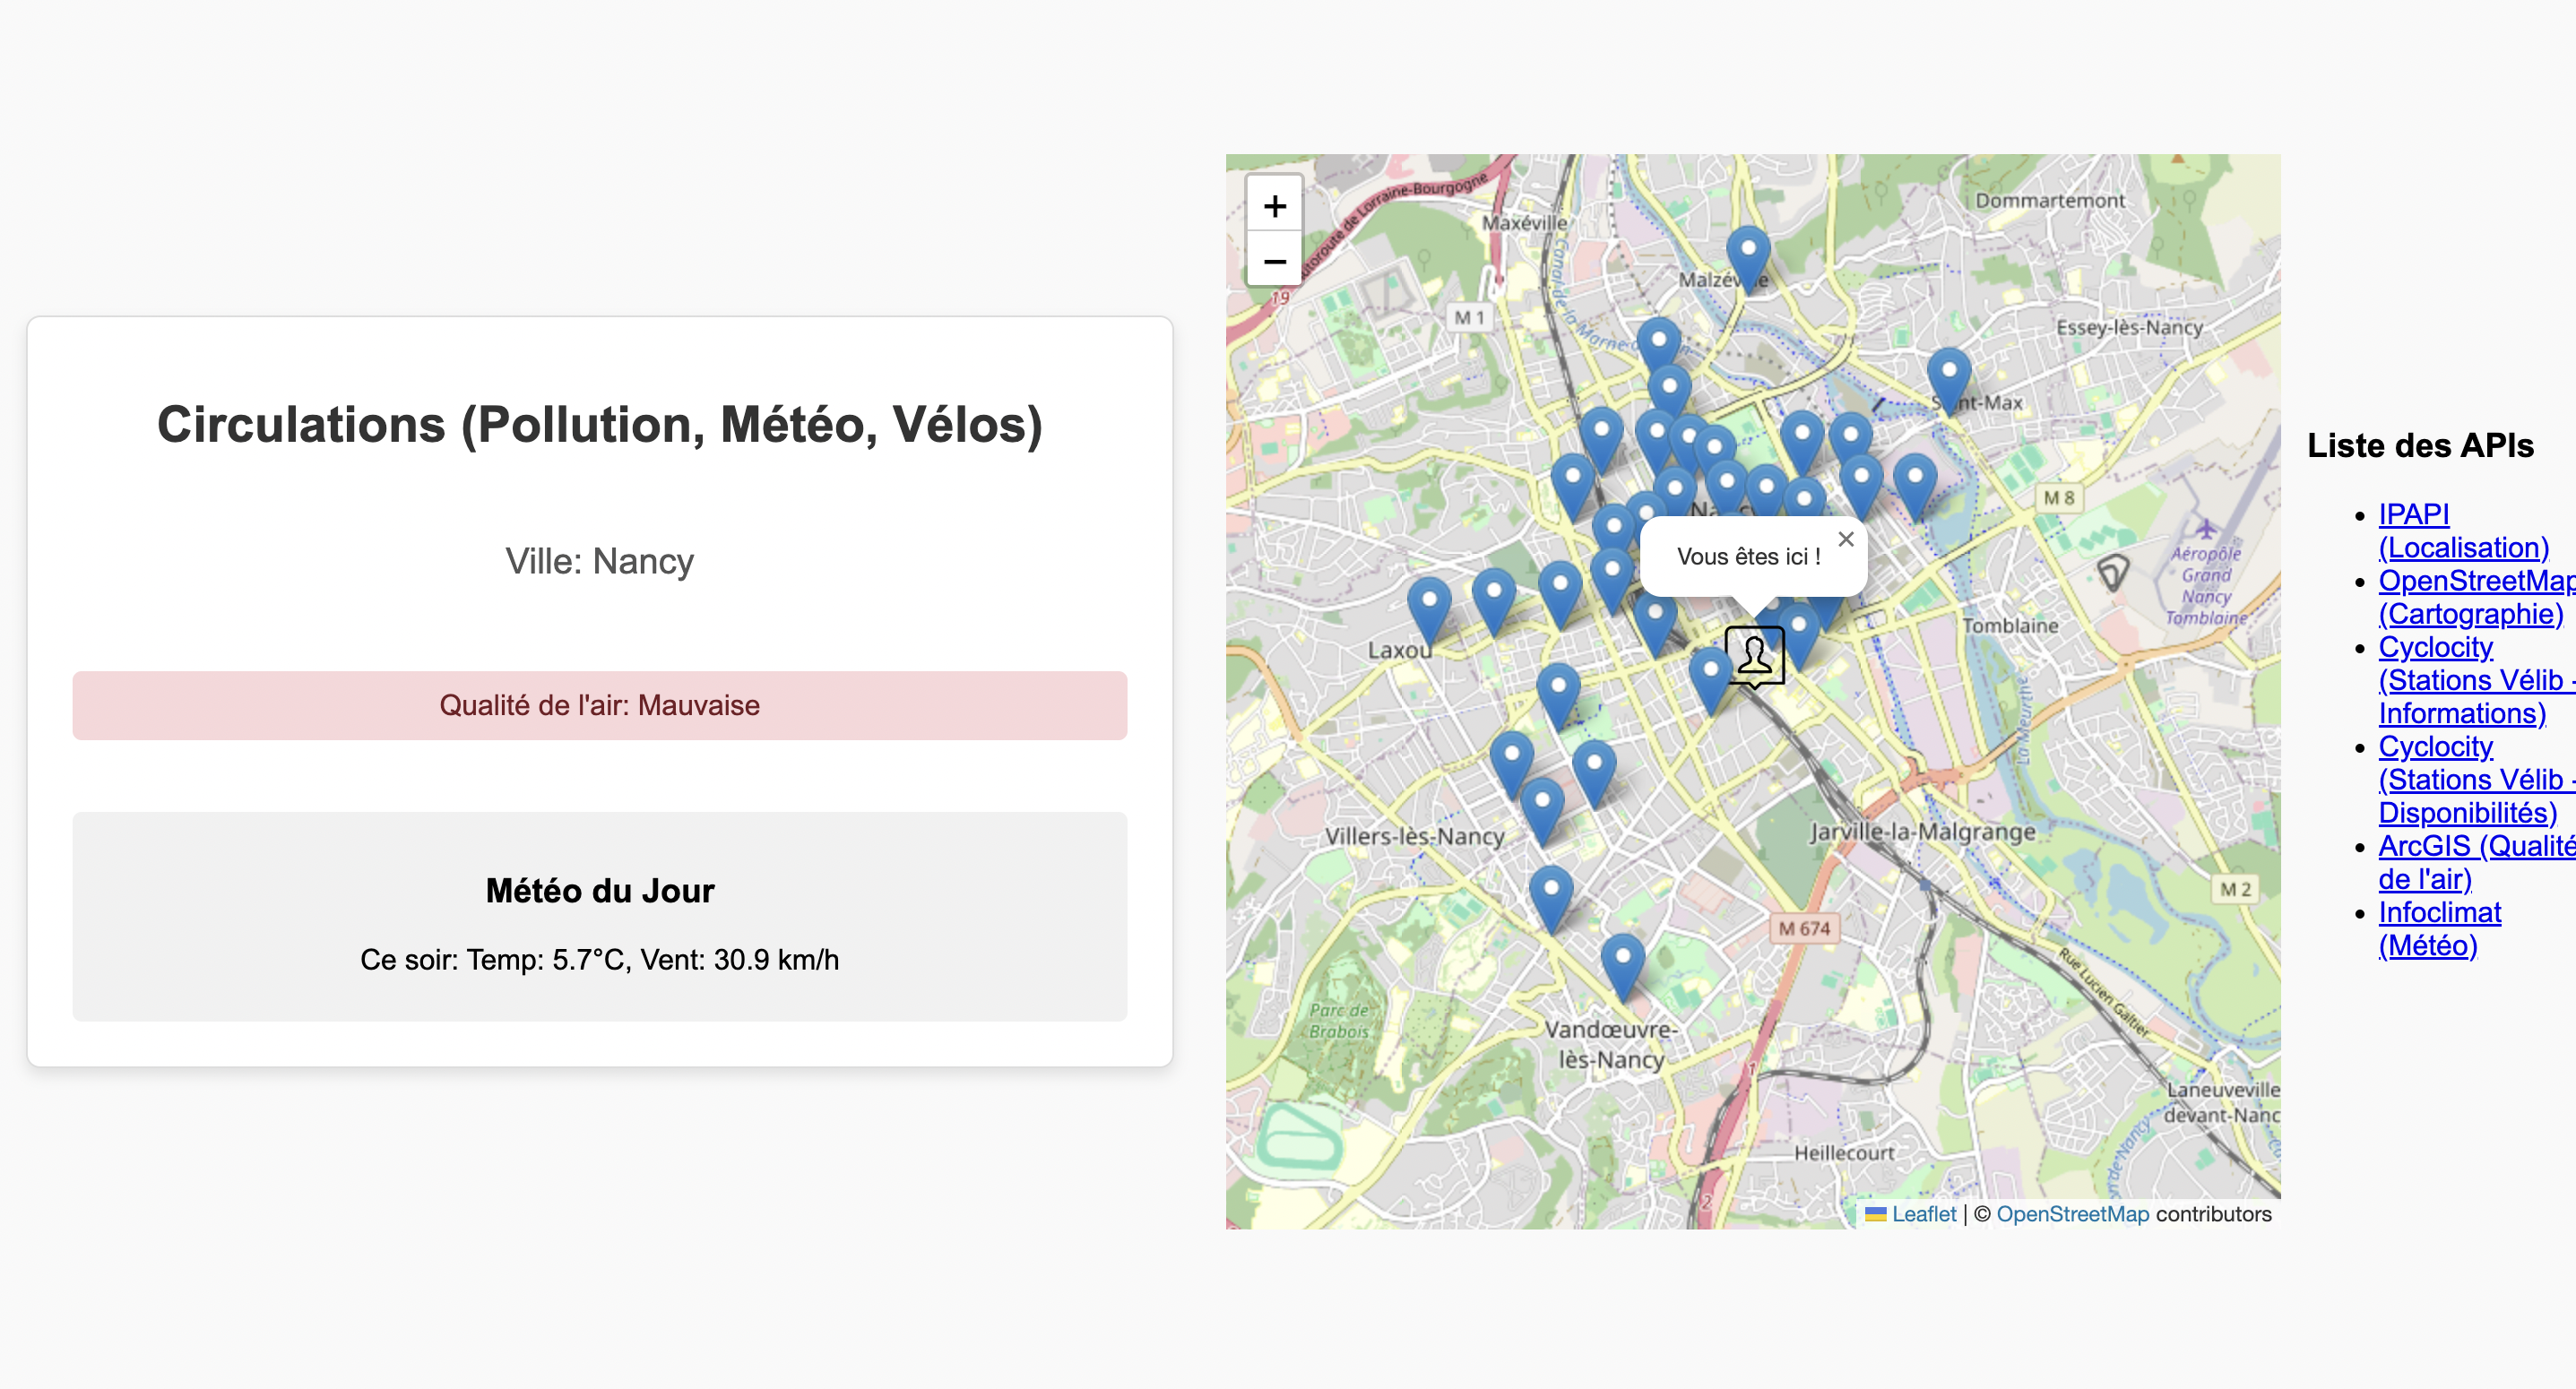 Circulations (Pollution, Météo, Vélos)
Ville: Nancy
Qualité de l'air: Mauvaise
Météo du Jour
Ce soir: Temp: 5.7°C, Vent: 30.9 km/h
+
−
Lorraine-Bourgogne
Maxéville
Dommartemont
Malzéville
19
M 1
Canal de la Marne
Essey-lès-Nancy
Saint-Max
M 8
Nancy
Vous êtes ici !
×
Aéropôle
Grand
Nancy
Tomblaine
Tomblaine
Laxou
La Meurthe
Villers-lès-Nancy
Jarville-la-Malgrange
M 2
M 674
Rue Lucien Galtier
Parc de
Brabois
Vandœuvre-
lès-Nancy
1
Laneuveville
devant-Nanc
Heillecourt
2
Leaflet | © OpenStreetMap contributors
Liste des APIs
IPAPI
(Localisation)
OpenStreetMap
(Cartographie)
Cyclocity
(Stations Vélib -
Informations)
Cyclocity
(Stations Vélib -
Disponibilités)
ArcGIS (Qualité
de l'air)
Infoclimat
(Météo)